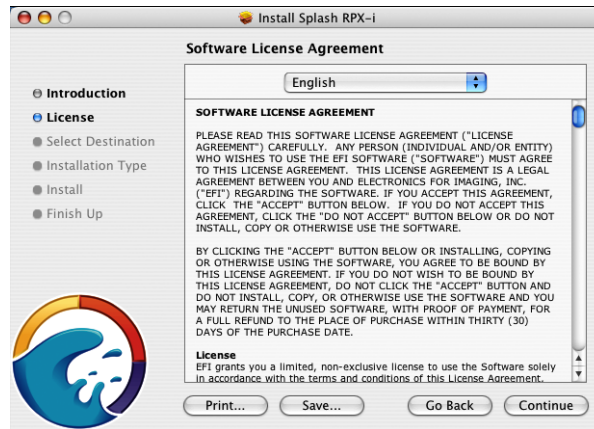 Install Splash RPX-i
Software License Agreement
Introduction
License
Select Destination
Installation Type
Install
Finish Up
English
SOFTWARE LICENSE AGREEMENT
PLEASE READ THIS SOFTWARE LICENSE AGREEMENT ("LICENSE
AGREEMENT") CAREFULLY. ANY PERSON (INDIVIDUAL AND/OR ENTITY)
WHO WISHES TO USE THE EFI SOFTWARE ("SOFTWARE") MUST AGREE
TO THIS LICENSE AGREEMENT. THIS LICENSE AGREEMENT IS A LEGAL
AGREEMENT BETWEEN YOU AND ELECTRONICS FOR IMAGING, INC.
("EFI") REGARDING THE SOFTWARE. IF YOU ACCEPT THIS AGREEMENT,
CLICK THE "ACCEPT" BUTTON BELOW. IF YOU DO NOT ACCEPT THIS
AGREEMENT, CLICK THE "DO NOT ACCEPT" BUTTON BELOW OR DO NOT
INSTALL, COPY OR OTHERWISE USE THE SOFTWARE.
BY CLICKING THE "ACCEPT" BUTTON BELOW OR INSTALLING, COPYING
OR OTHERWISE USING THE SOFTWARE, YOU AGREE TO BE BOUND BY
THIS LICENSE AGREEMENT. IF YOU DO NOT WISH TO BE BOUND BY
THIS LICENSE AGREEMENT, DO NOT CLICK THE "ACCEPT" BUTTON AND
DO NOT INSTALL, COPY, OR OTHERWISE USE THE SOFTWARE AND YOU
MAY RETURN THE UNUSED SOFTWARE, WITH PROOF OF PAYMENT, FOR
A FULL REFUND TO THE PLACE OF PURCHASE WITHIN THIRTY (30)
DAYS OF THE PURCHASE DATE.
License
EFI grants you a limited, non-exclusive license to use the Software solely
in accordance with the terms and conditions of this License Agreement.
Print...
Save...
Go Back
Continue